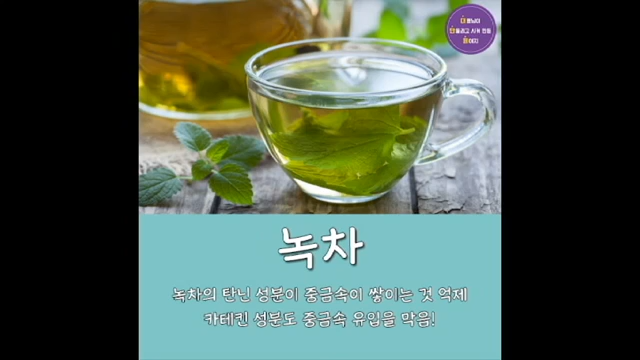 녹차
녹차의 탄닌 성분이 중금속이 쌓이는 것 억제
카테킨 성분도 중금속 유입을 막음!